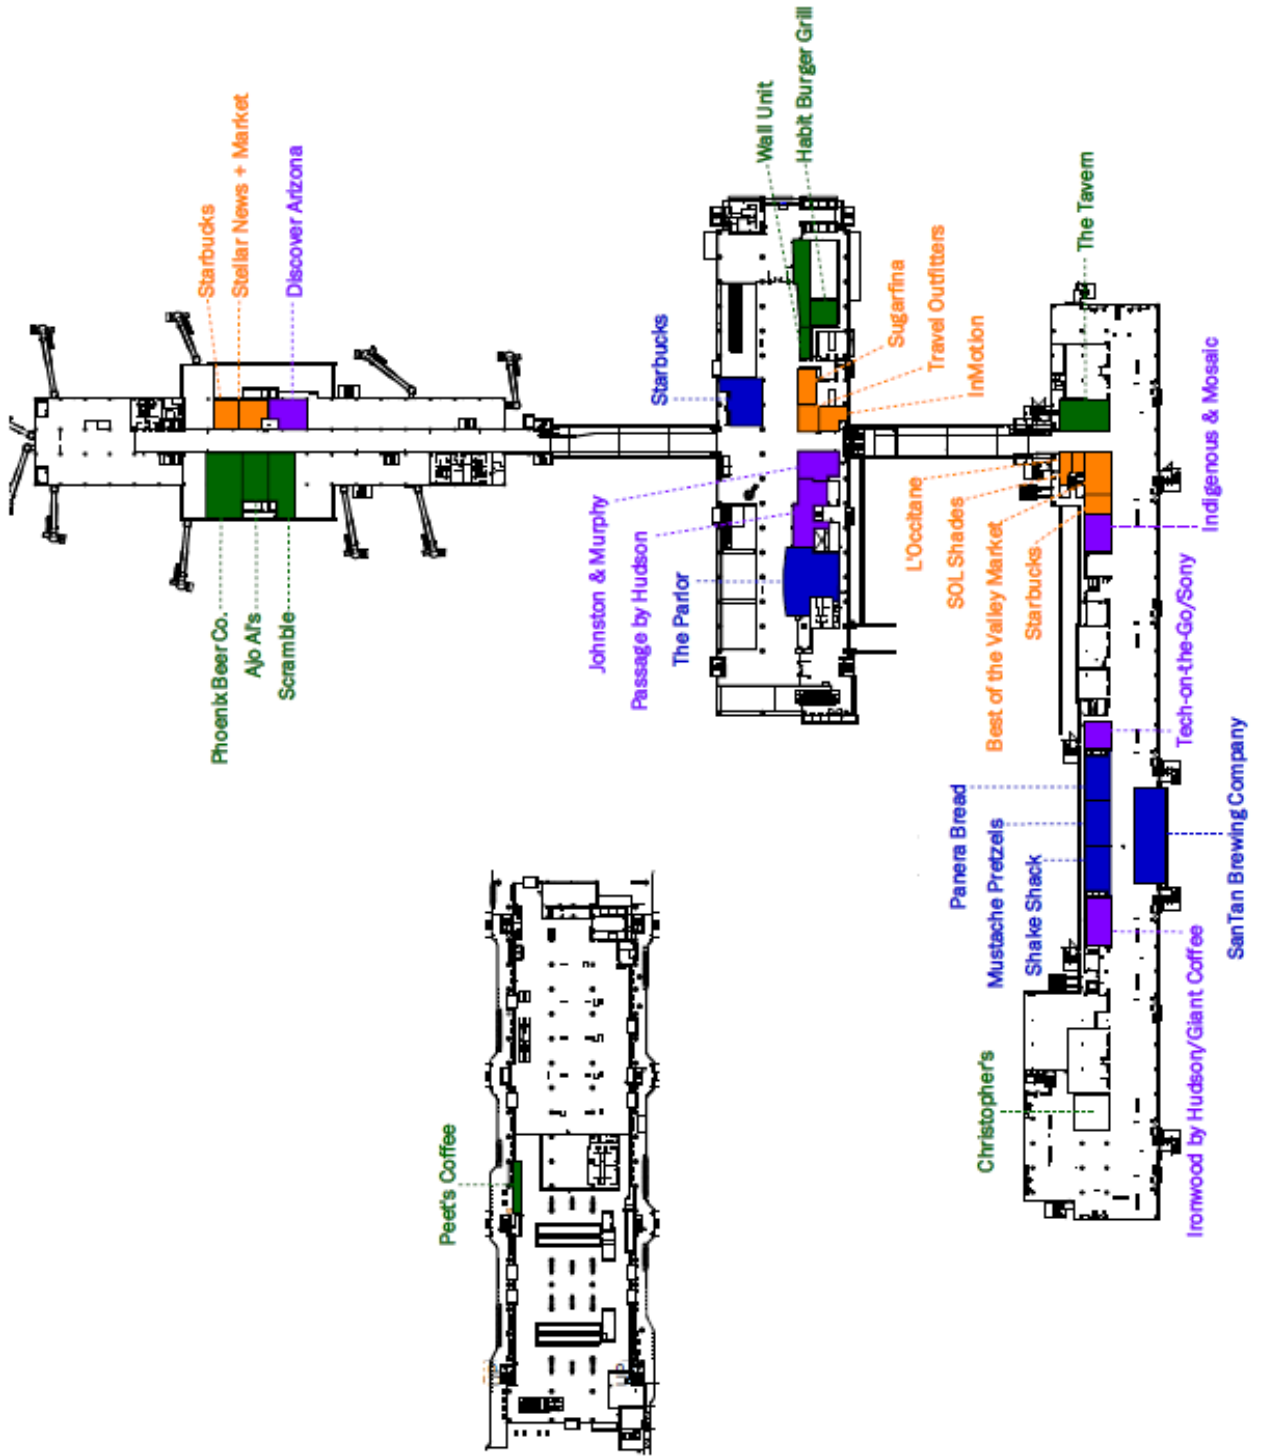 Starbucks
Stellar News + Market
Discover Arizona
Phoenix Beer Co.
Ajo Al's
Scramble
Starbucks
Wall Unit
Habit Burger Grill
Sugarfina
Travel Outfitters
InMotion
Johnston & Murphy
Passage by Hudson
The Parlor
The Tavern
L'Occitane
SOL Shades
Best of the Valley Market
Starbucks
Indigenous & Mosaic
Tech-on-the-Go/Sony
Panera Bread
Mustache Pretzels
Shake Shack
SanTan Brewing Company
Ironwood by Hudson/Giant Coffee
Christopher's
Peet's Coffee